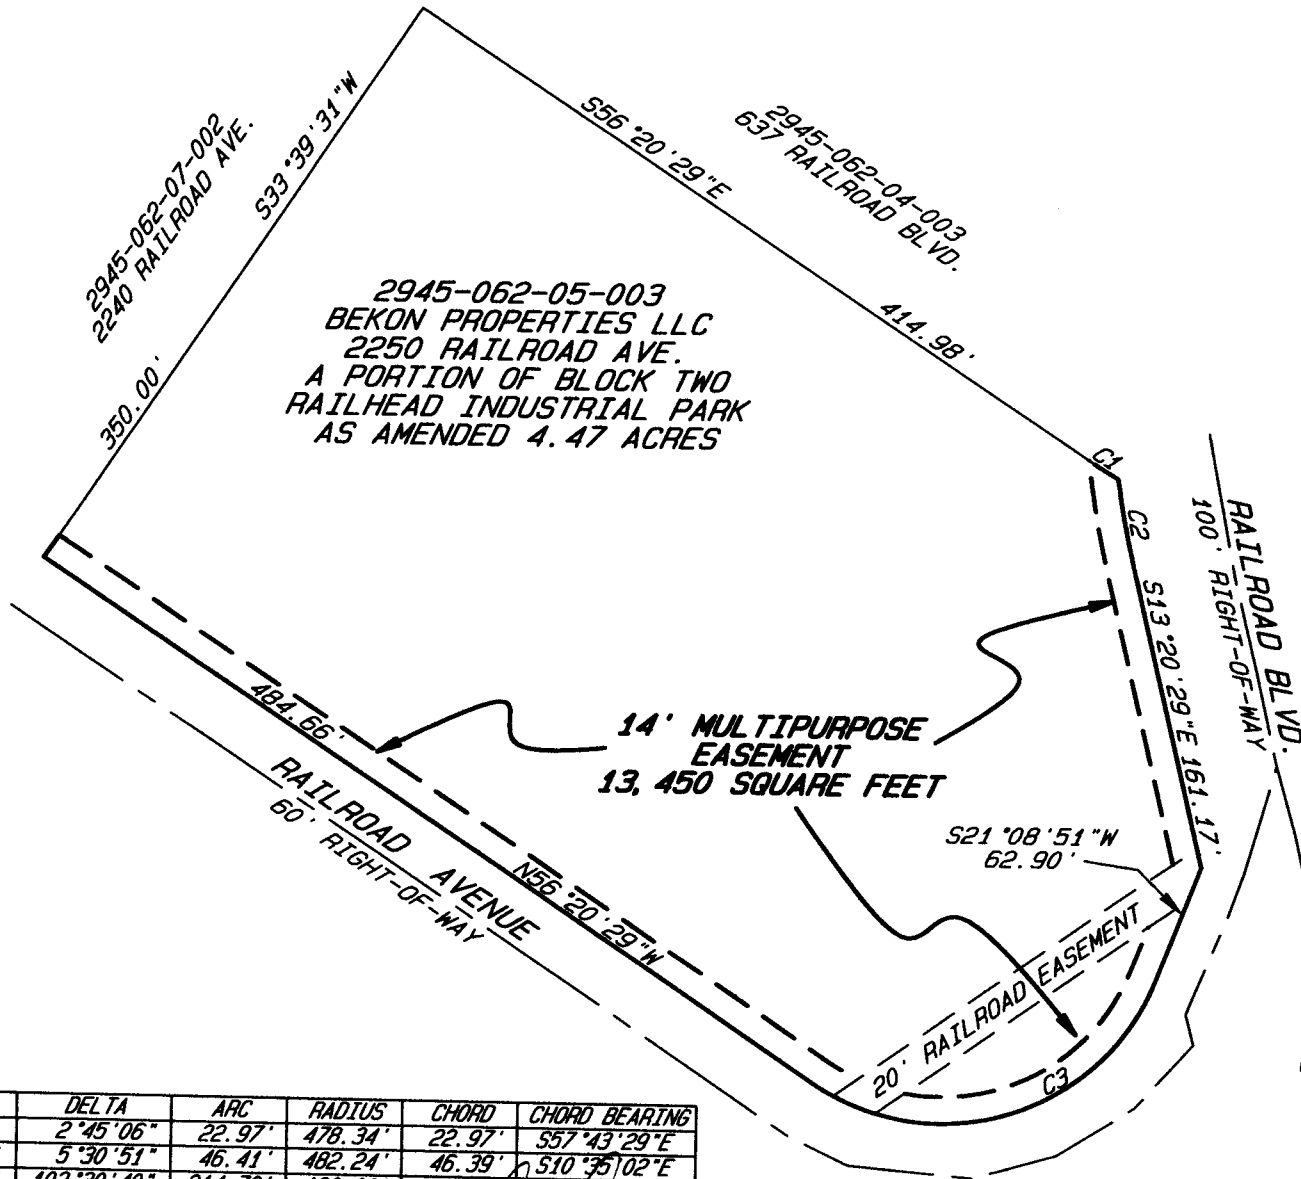 S33°39'31"W
350.00'
2945-062-07-002
2240 RAILROAD AVE.
S56°20'29"E
414.98'
2945-062-04-003
637 RAILROAD BLVD.
2945-062-05-003
BEKON PROPERTIES LLC
2250 RAILROAD AVE.
A PORTION OF BLOCK TWO
RAILHEAD INDUSTRIAL PARK
AS AMENDED 4.47 ACRES
C1
C2
S13°20'29"E 161.17'
RAILROAD BLVD.
100' RIGHT-OF-WAY
14' MULTIPURPOSE
EASEMENT
13,450 SQUARE FEET
S21°08'51"W
62.90'
484.66'
N56°20'29"W
RAILROAD AVENUE
60' RIGHT-OF-WAY
20' RAILROAD EASEMENT
C3
DELTA ARC RADIUS CHORD CHORD BEARING
2°45'06" 22.97' 478.34' 22.97' S57°43'29"E
5°30'51" 46.41' 482.24' 46.39' S10°35'02"E